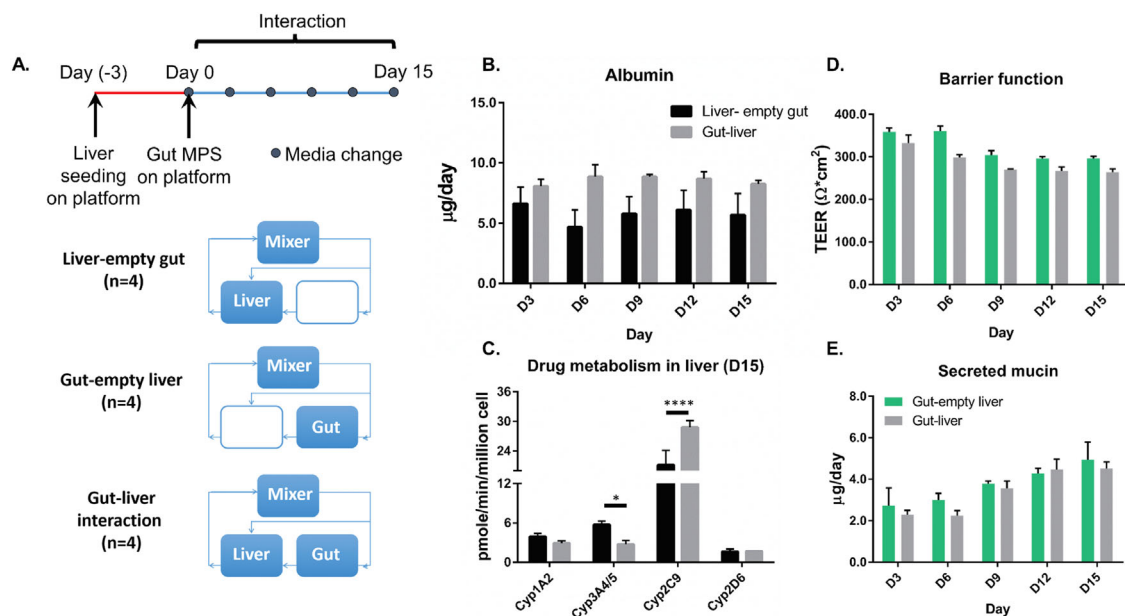 A.
Interaction
Day (-3)
Day 0
Day 15
Liver
seeding
on platform
Gut MPS
on platform
Media change
Liver-empty gut
(n=4)
Mixer
Liver
Gut-empty liver
(n=4)
Mixer
Gut
Gut-liver
interaction
(n=4)
Mixer
Liver
Gut
B.
Albumin
Liver- empty gut
Gut-liver
µg/day
15.0
10.0
5.0
0.0
D3
D6
D9
D12
D15
Day
C.
Drug metabolism in liver (D15)
pmole/min/million cell
36
24
12
6
0
*
****
Cyp1A2
Cyp3A4/5
Cyp2C9
Cyp2D6
D.
Barrier function
TEER (Ω*cm²)
400.0
300.0
200.0
100.0
0.0
D3
D6
D9
D12
D15
Day
E.
Secreted mucin
Gut-empty liver
Gut-liver
µg/day
8.0
6.0
4.0
2.0
0.0
D3
D6
D9
D12
D15
Day